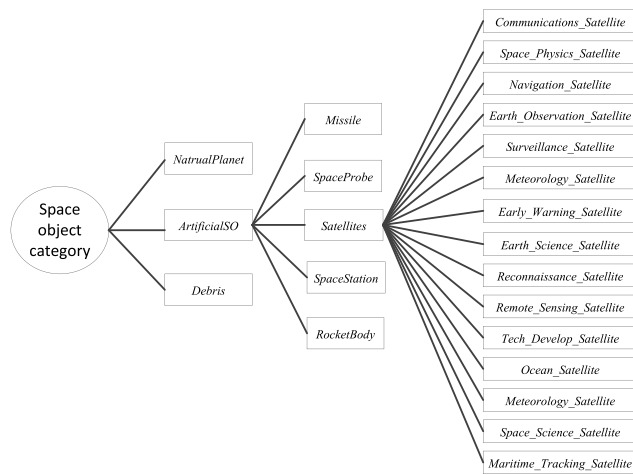 Space
object
category
NatrualPlanet
ArtificialSO
Debris
Missile
SpaceProbe
Satellites
SpaceStation
RocketBody
Communications_Satellite
Space_Physics_Satellite
Navigation_Satellite
Earth_Observation_Satellite
Surveillance_Satellite
Meteorology_Satellite
Early_Warning_Satellite
Earth_Science_Satellite
Reconnaissance_Satellite
Remote_Sensing_Satellite
Tech_Develop_Satellite
Ocean_Satellite
Meteorology_Satellite
Space_Science_Satellite
Maritime_Tracking_Satellite